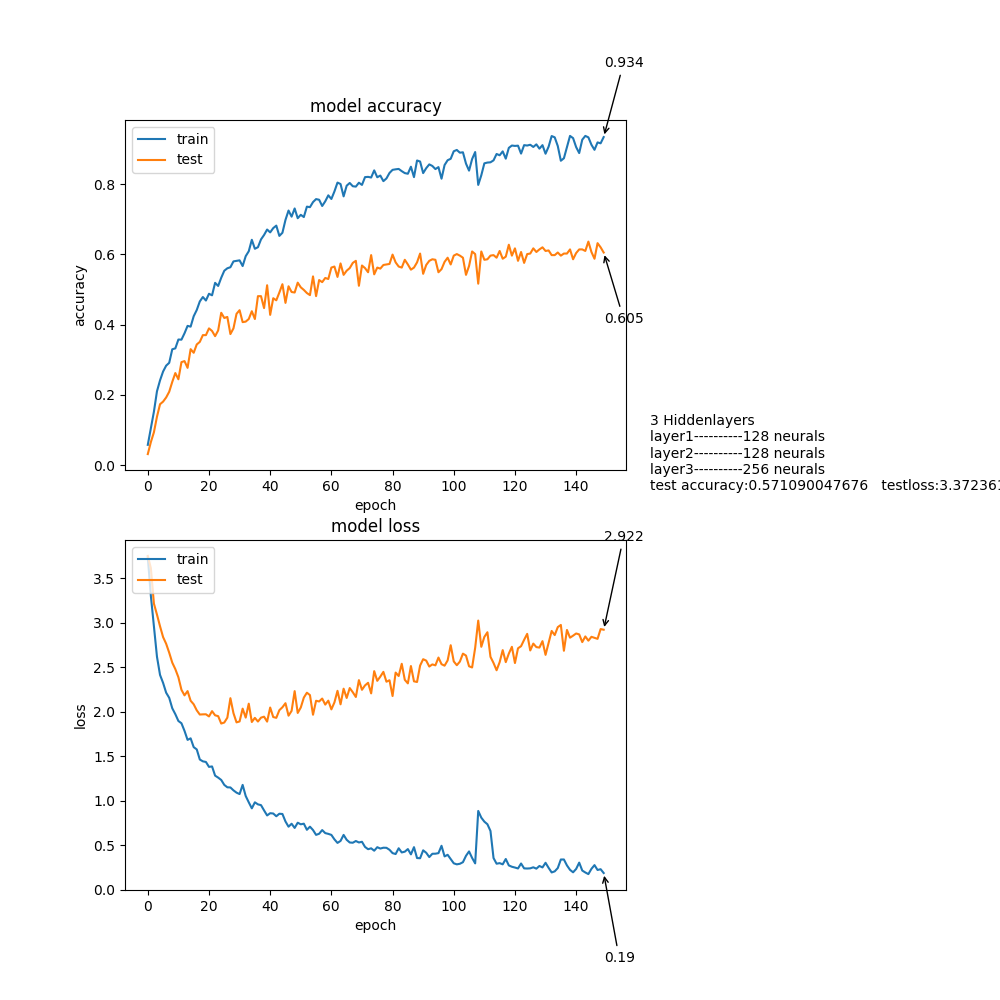 0.934
model accuracy
train
test
0.8
0.6
0.4
0.2
0.0
accuracy
0.605
0 20 40 60 80 100 120 140
epoch
3 Hiddenlayers
layer1----------128 neurals
layer2----------128 neurals
layer3----------256 neurals
test accuracy:0.571090047676 testloss:3.372361
model loss
2.922
train
test
3.5
3.0
2.5
2.0
1.5
1.0
0.5
0.0
loss
0 20 40 60 80 100 120 140
epoch
0.19